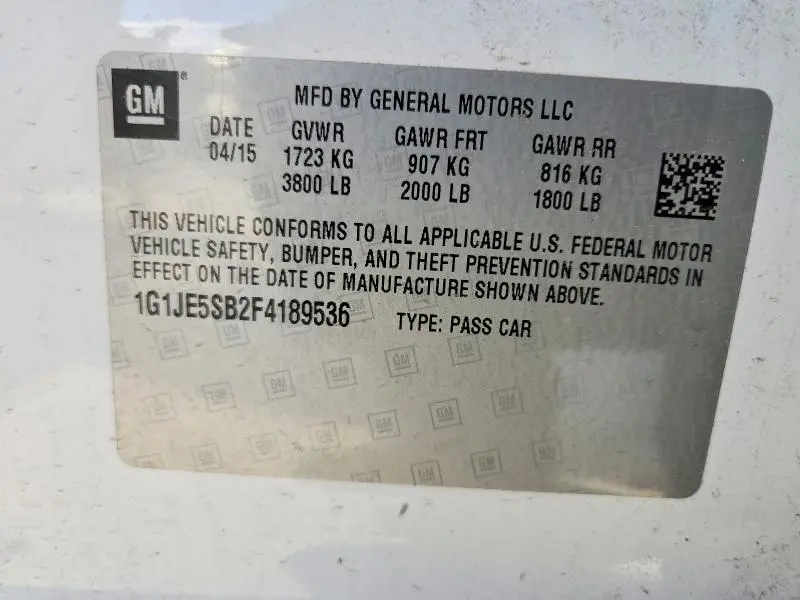 GM®
MFD BY GENERAL MOTORS LLC
DATE GVWR GAWR FRT GAWR RR
04/15 1723 KG 907 KG 816 KG
3800 LB 2000 LB 1800 LB
THIS VEHICLE CONFORMS TO ALL APPLICABLE U.S. FEDERAL MOTOR
VEHICLE SAFETY, BUMPER, AND THEFT PREVENTION STANDARDS IN
EFFECT ON THE DATE OF MANUFACTURE SHOWN ABOVE.
1G1JE5SB2F4189536 TYPE: PASS CAR